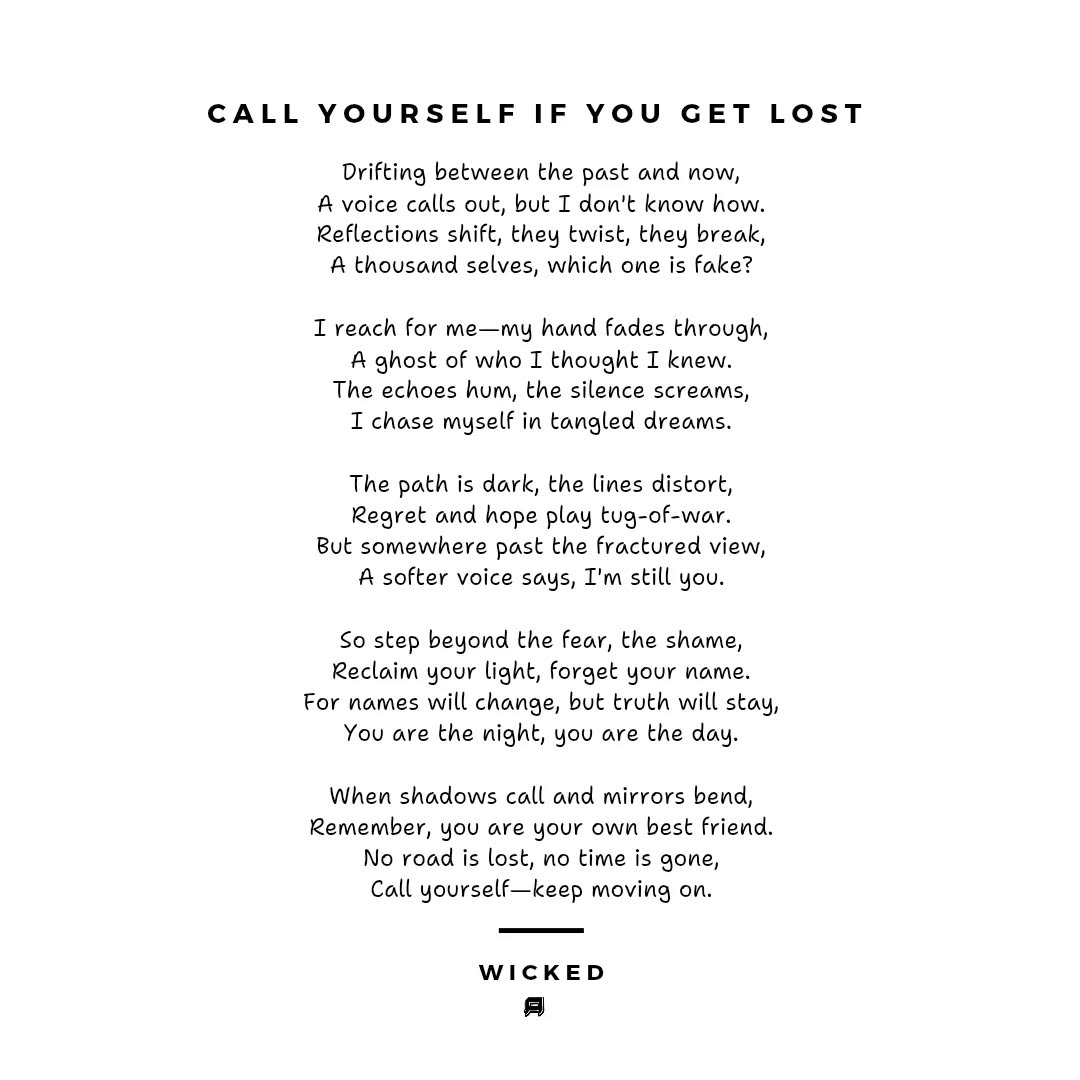 CALL YOURSELF IF YOU GET LOST
Drifting between the past and now,
A voice calls out, but I don't know how.
Reflections shift, they twist, they break,
A thousand selves, which one is fake?
I reach for me—my hand fades through,
A ghost of who I thought I knew.
The echoes hum, the silence screams,
I chase myself in tangled dreams.
The path is dark, the lines distort,
Regret and hope play tug-of-war.
But somewhere past the fractured view,
A softer voice says, I'm still you.
So step beyond the fear, the shame,
Reclaim your light, forget your name.
For names will change, but truth will stay,
You are the night, you are the day.
When shadows call and mirrors bend,
Remember, you are your own best friend.
No road is lost, no time is gone,
Call yourself—keep moving on.
WICKED